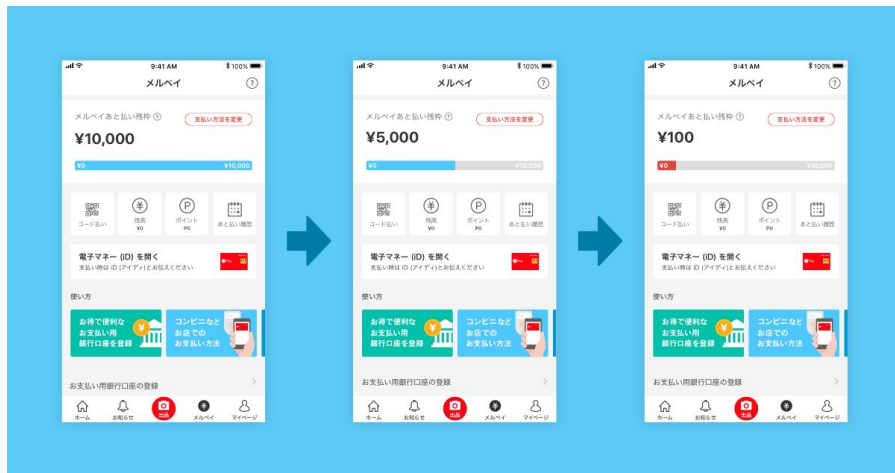 9:41 AM
100%
メルペイ
?
メルペイあと払い残枠 ?
支払い方法を変更
¥10,000
¥0 ¥10,000
コード払い
残高
¥0
P
ポイント
P0
あと払い履歴
電子マネー (iD) を開く
支払い時は iD (アイディ)とお伝えください
使い方
お得で便利な
お支払い用
銀行口座を登録
コンビニなど
お店での
お支払い方法
お支払い用銀行口座の登録
ホーム
お知らせ
出品
メルペイ
マイページ
9:41 AM
100%
メルペイ
?
メルペイあと払い残枠 ?
支払い方法を変更
¥5,000
¥0 ¥10,000
コード払い
残高
¥0
P
ポイント
P0
あと払い履歴
電子マネー (iD) を開く
支払い時は iD (アイディ)とお伝えください
使い方
お得で便利な
お支払い用
銀行口座を登録
コンビニなど
お店での
お支払い方法
お支払い用銀行口座の登録
ホーム
お知らせ
出品
メルペイ
マイページ
9:41 AM
100%
メルペイ
?
メルペイあと払い残枠 ?
支払い方法を変更
¥100
¥0 ¥10,000
コード払い
残高
¥0
P
ポイント
P0
あと払い履歴
電子マネー (iD) を開く
支払い時は iD (アイディ)とお伝えください
使い方
お得で便利な
お支払い用
銀行口座を登録
コンビニなど
お店での
お支払い方法
お支払い用銀行口座の登録
ホーム
お知らせ
出品
メルペイ
マイページ